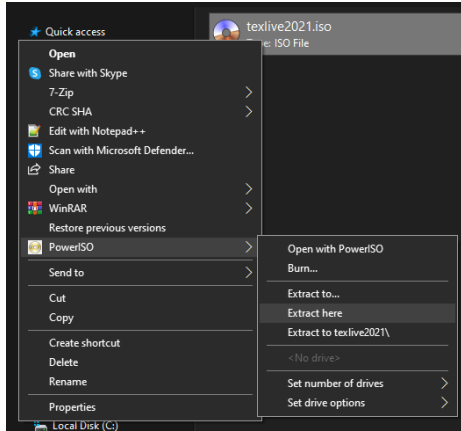 Quick access
texlive2021.iso
Type: ISO File
Open
Share with Skype
7-Zip
CRC SHA
Edit with Notepad++
Scan with Microsoft Defender...
Share
Open with
WinRAR
Restore previous versions
PowerISO
Send to
Cut
Copy
Create shortcut
Delete
Rename
Properties
Open with PowerISO
Burn...
Extract to...
Extract here
Extract to texlive2021\
<No drive>
Set number of drives
Set drive options
Local Disk (C:)